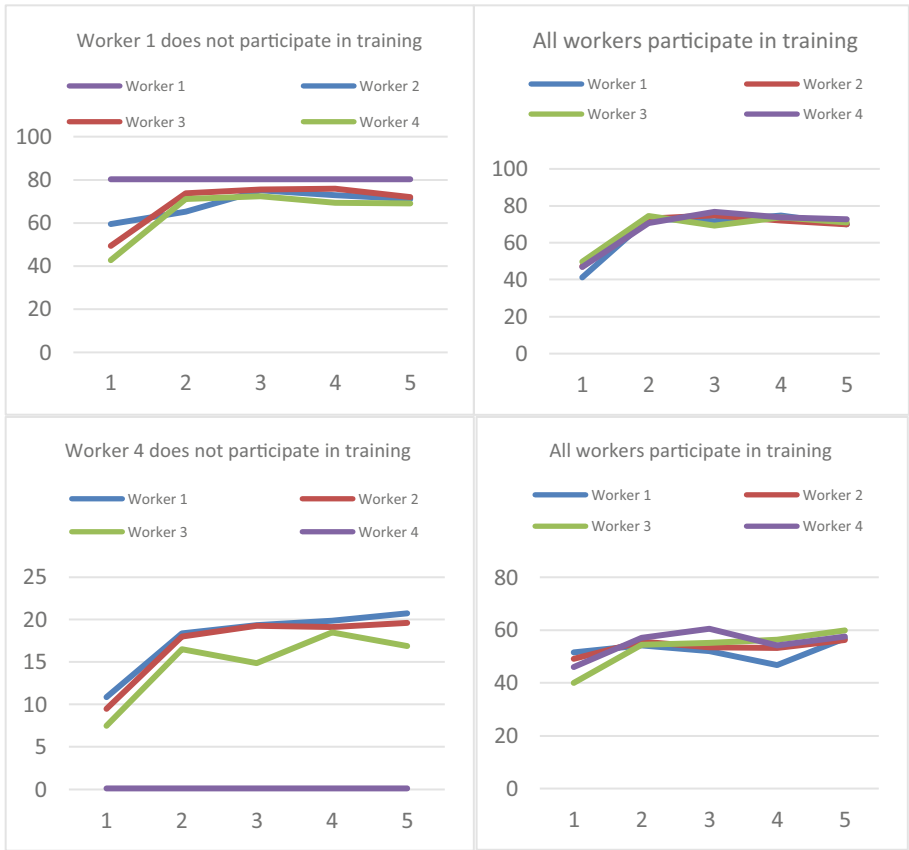 Worker 1 does not participate in training
Worker 1
Worker 2
Worker 3
Worker 4
100
80
60
40
20
0
1 2 3 4 5
All workers participate in training
Worker 1
Worker 2
Worker 3
Worker 4
100
80
60
40
20
0
1 2 3 4 5
Worker 4 does not participate in training
Worker 1
Worker 2
Worker 3
Worker 4
25
20
15
10
5
0
1 2 3 4 5
All workers participate in training
Worker 1
Worker 2
Worker 3
Worker 4
80
60
40
20
0
1 2 3 4 5